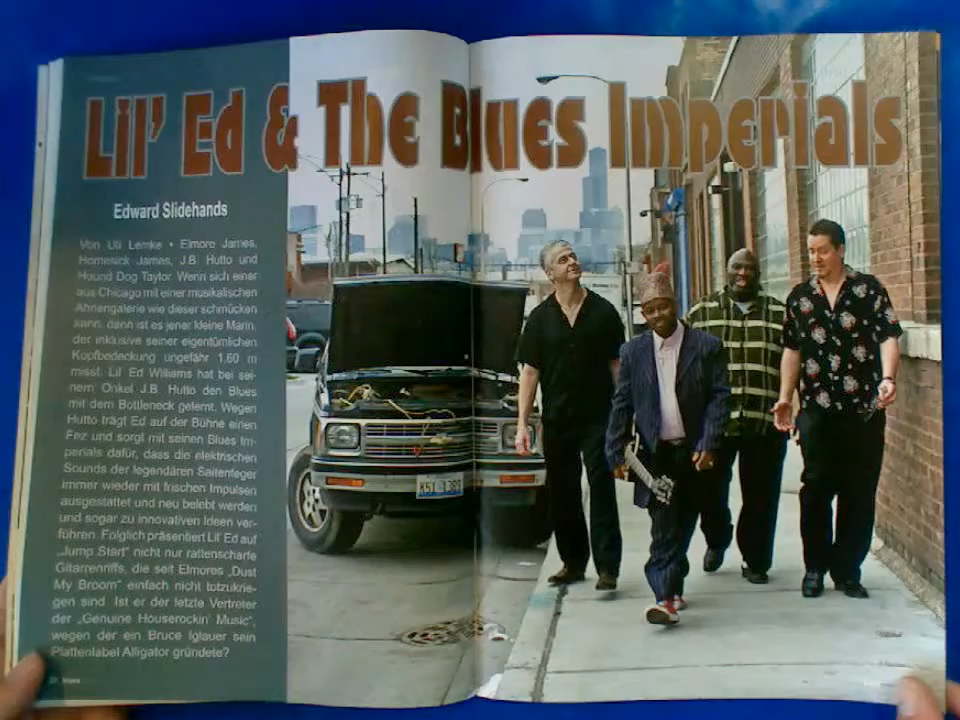 Lil' Ed & The Blues Imperials
Edward Slidehands
Von Uli Lemke • Elmore James,
Homesick James, J.B. Hutto und
Hound Dog Taylor. Wenn sich einer
aus Chicago mit einer musikalischen
Ahnengalerie wie dieser schmücken
kann, dann ist es jener kleine Mann,
der inklusive seiner eigentümlichen
Kopfbedeckung ungefähr 1,60 m
misst. Lil' Ed Williams hat bei sei-
nem Onkel J.B. Hutto den Blues
mit dem Bottleneck gelernt. Wegen
Hutto trägt Ed auf der Bühne einen
Fez und sorgt mit seinen Blues Im-
perials dafür, dass die elektrischen
Sounds der legendären Saitenfeger
immer wieder mit frischen Impulsen
ausgestattet und neu belebt werden
und sogar zu innovativen Ideen ver-
führen. Folglich präsentiert Lil' Ed auf
„Jump Start" nicht nur rattenscharfe
Gitarrenriffs, die seit Elmores „Dust
My Broom" einfach nicht totzukrie-
gen sind. Ist er der letzte Vertreter
der „Genuine Houserockin' Music",
wegen der ein Bruce Iglauer sein
Plattenlabel Alligator gründete?